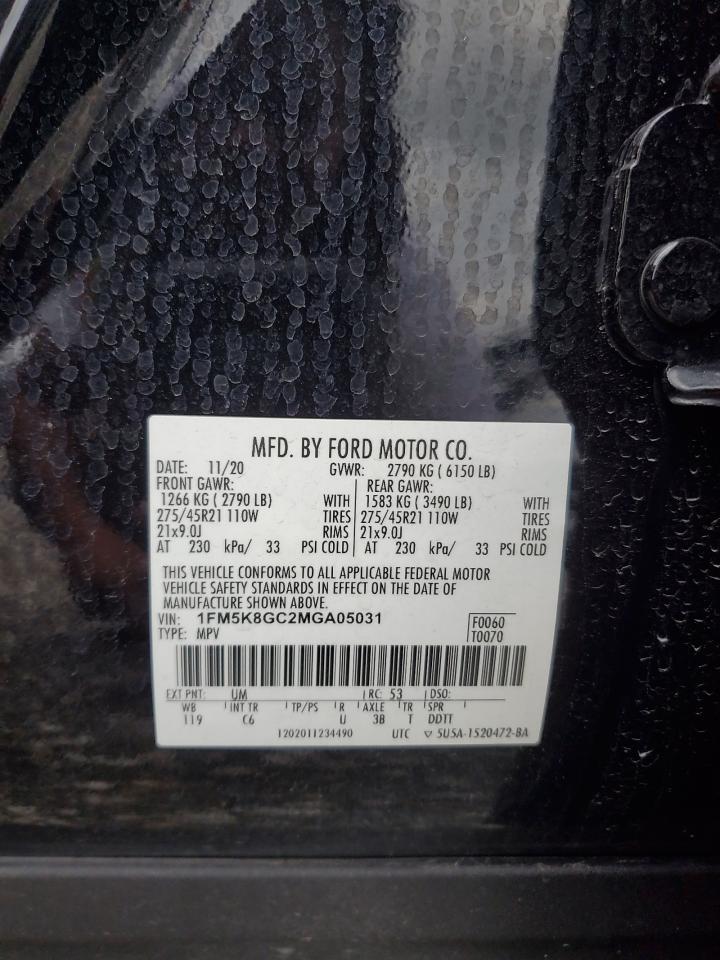 MFD. BY FORD MOTOR CO.
DATE: 11/20 GVWR: 2790 KG ( 6150 LB)
FRONT GAWR: REAR GAWR:
1266 KG ( 2790 LB) WITH 1583 KG ( 3490 LB) WITH
275/45R21 110W TIRES 275/45R21 110W TIRES
21x9.0J RIMS 21x9.0J RIMS
AT 230 kPa/ 33 PSI COLD AT 230 kPa/ 33 PSI COLD
THIS VEHICLE CONFORMS TO ALL APPLICABLE FEDERAL MOTOR
VEHICLE SAFETY STANDARDS IN EFFECT ON THE DATE OF
MANUFACTURE SHOWN ABOVE.
VIN: 1FM5K8GC2MGA05031 F0060
TYPE: MPV T0070
EXT PNT: UM RC: 53 DSO:
WB INT TR TP/PS R AXLE TR SPR
119 C6 U 3B T DDTT
1202011234490 UTC ▽ 5U5A-1520472-BA